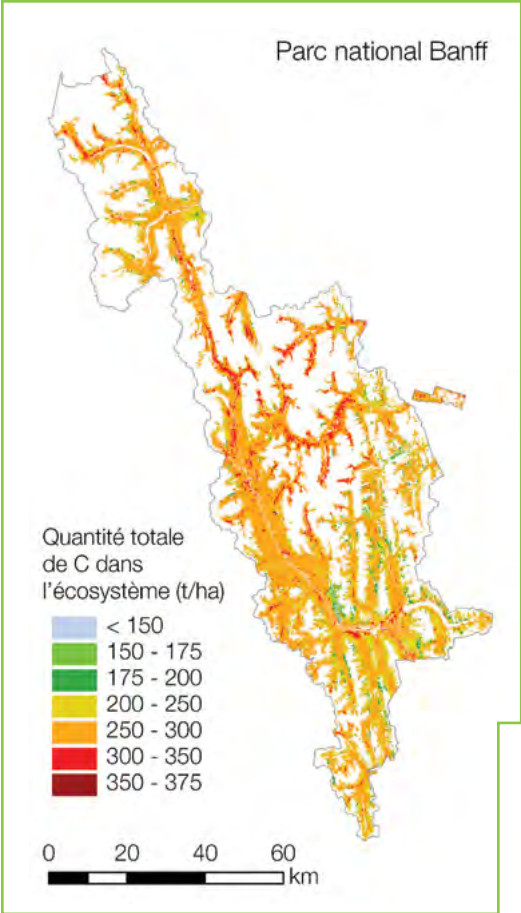 Parc national Banff
Quantité totale
de C dans
l'écosystème (t/ha)
< 150
150 - 175
175 - 200
200 - 250
250 - 300
300 - 350
350 - 375
0 20 40 60
km